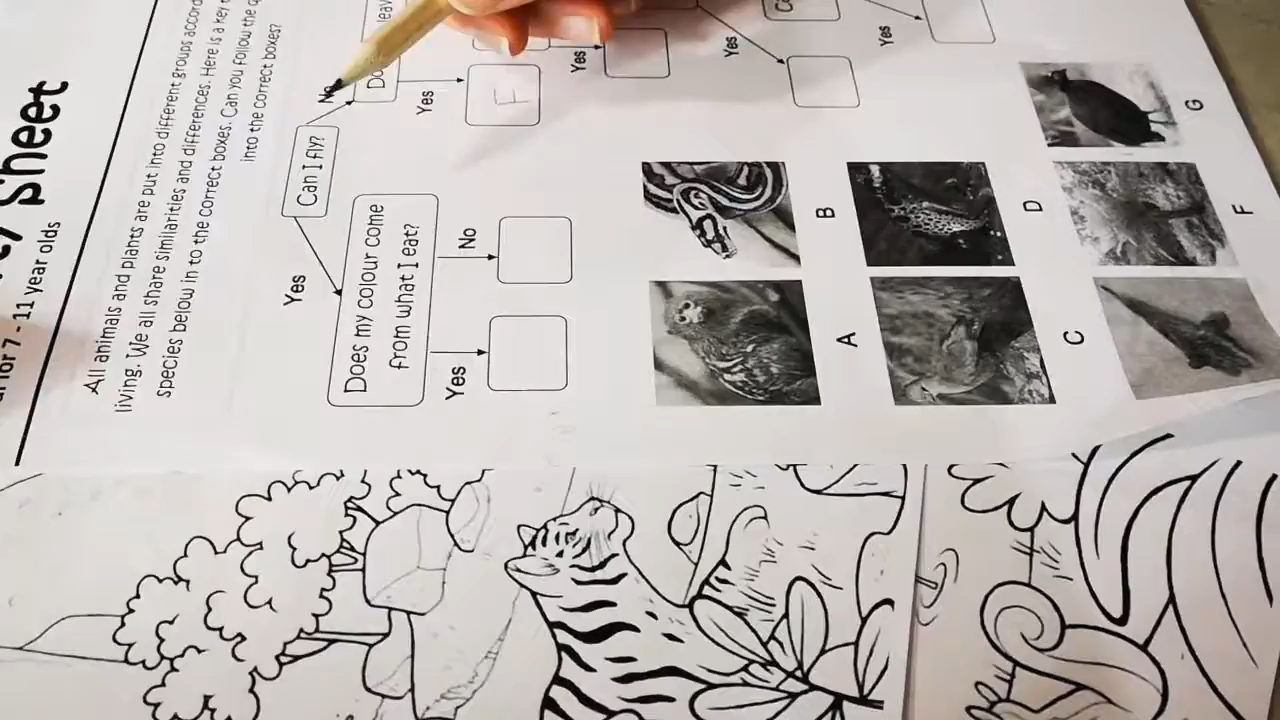 Sheet
for 7 - 11 year olds
All animals and plants are put into different groups
living. We all share similarities and differences. Here is a key
species below in to the correct boxes. Can you follow the
into the correct boxes?
Can I fly?
Yes
No
Does my colour come
from what I eat?
Yes
No
Yes
F
Yes
Yes
Yes
A
B
C
D
F
G